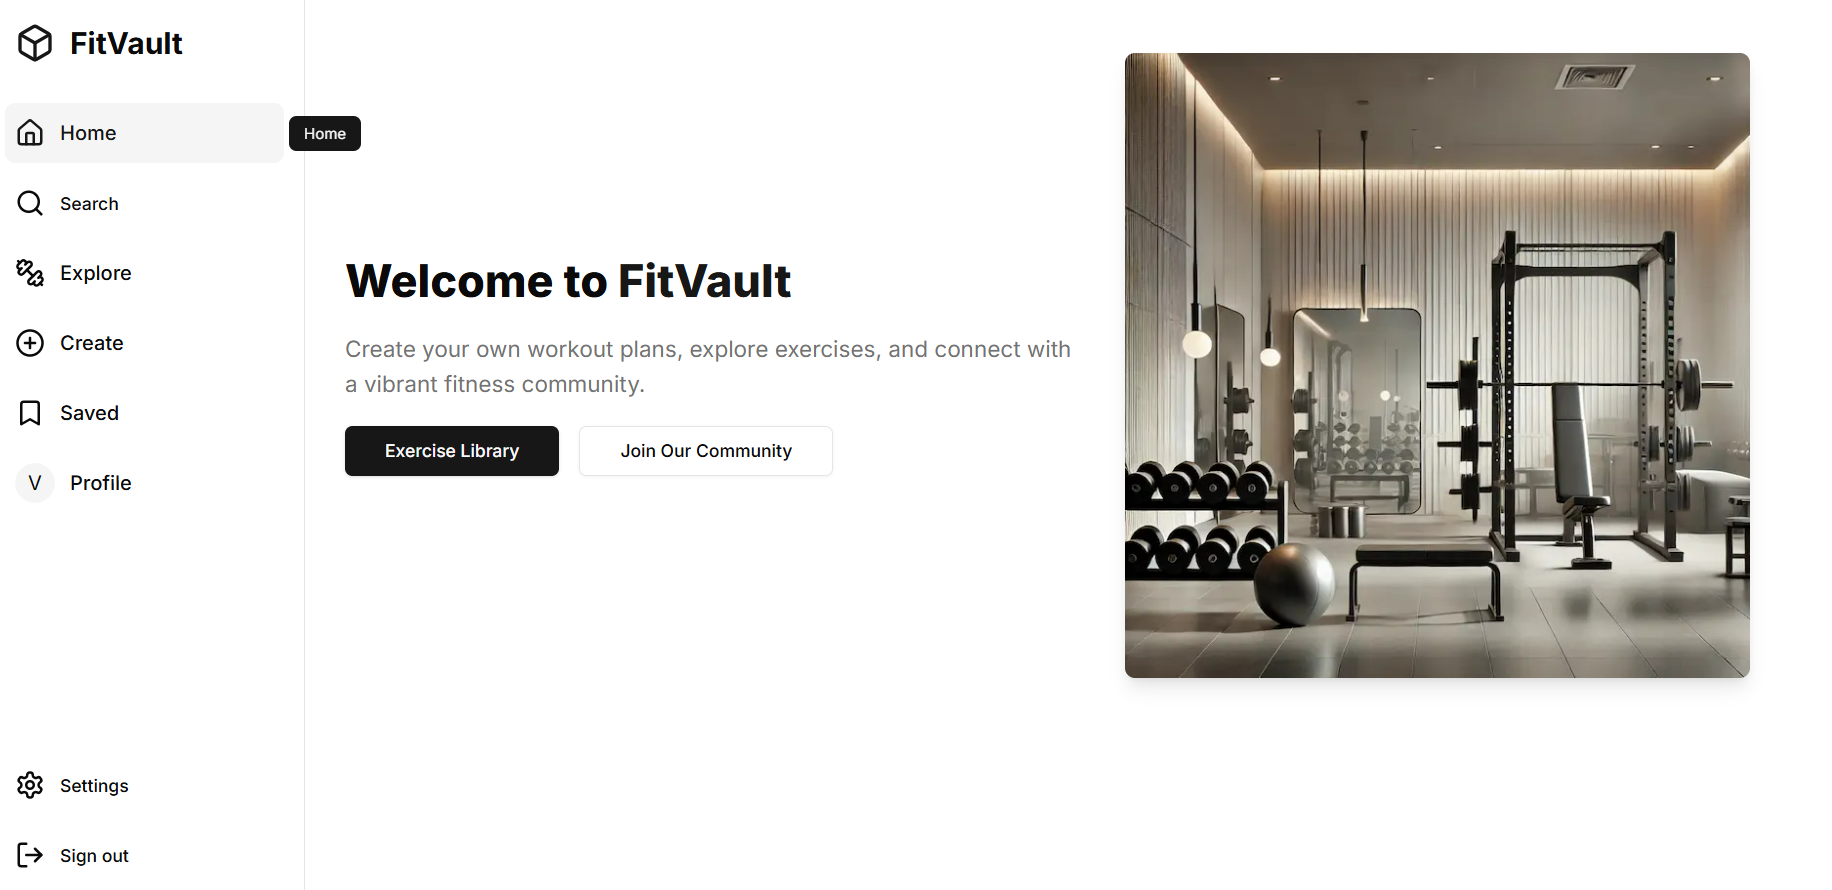 FitVault
Home
Home
Search
Explore
Create
Saved
V Profile
Settings
Sign out
Welcome to FitVault
Create your own workout plans, explore exercises, and connect with
a vibrant fitness community.
Exercise Library
Join Our Community